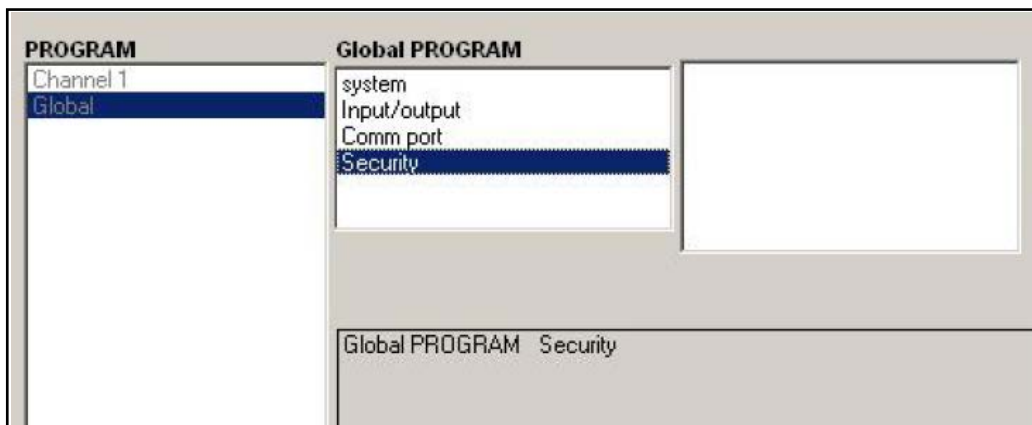 PROGRAM
Channel 1
Global
Global PROGRAM
system
Input/output
Comm port
Security
Global PROGRAM Security